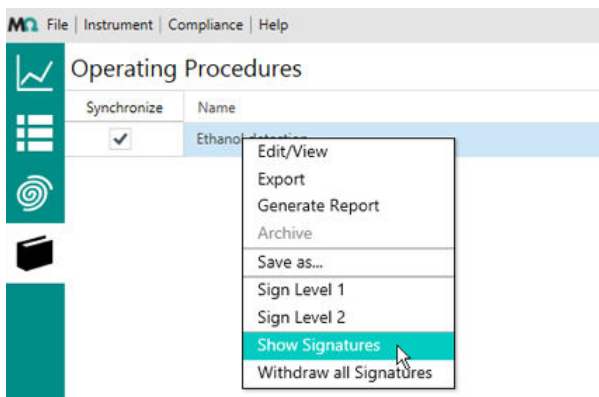 MΩ File | Instrument | Compliance | Help
Operating Procedures
Synchronize Name
Ethanol detection
Edit/View
Export
Generate Report
Archive
Save as...
Sign Level 1
Sign Level 2
Show Signatures
Withdraw all Signatures